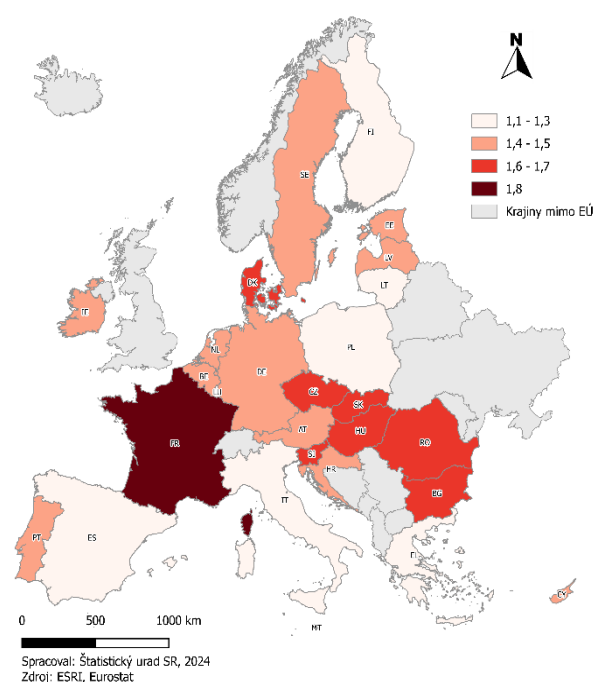 N
1,1 - 1,3
1,4 - 1,5
1,6 - 1,7
1,8
Krajiny mimo EÚ
FI
SE
EE
LV
LT
DK
IE
NL
PL
BE
DE
LU
CZ
SK
FR
AT
HU
RO
SI
HR
BG
IT
PT
ES
EL
CY
MT
0 500 1000 km
Spracoval: Štatistický urad SR, 2024
Zdroj: ESRI, Eurostat